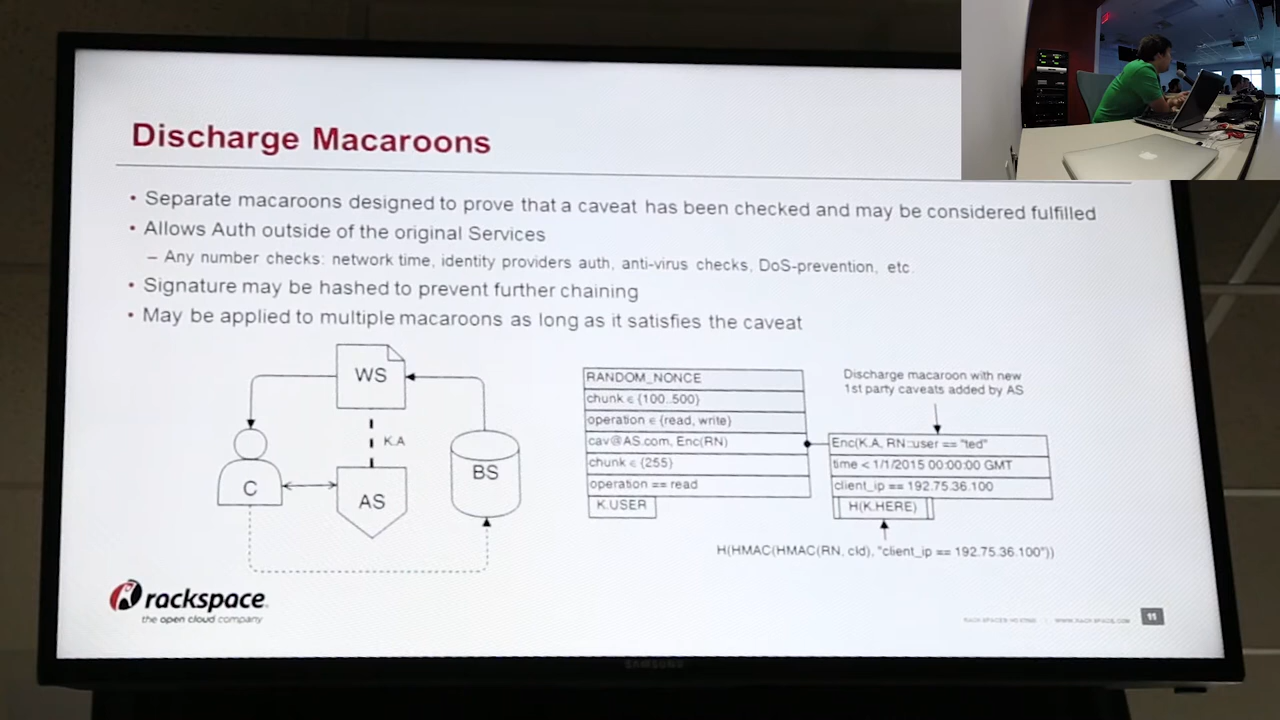 Discharge Macaroons
• Separate macaroons designed to prove that a caveat has been checked and may be considered fulfilled
• Allows Auth outside of the original Services
– Any number checks: network time, identity providers auth, anti-virus checks, DoS-prevention, etc.
• Signature may be hashed to prevent further chaining
• May be applied to multiple macaroons as long as it satisfies the caveat
WS
K.A
C
AS
BS
RANDOM_NONCE
chunk ∈ {100..500}
operation ∈ {read, write}
cav@AS.com, Enc(RN)
chunk ∈ {255}
operation == read
K.USER
Discharge macaroon with new
1st party caveats added by AS
Enc(K.A, RN::user == "ted"
time < 1/1/2015 00:00:00 GMT
client_ip == 192.75.36.100
H(K.HERE)
H(HMAC(HMAC(RN, cId), "client_ip == 192.75.36.100"))
rackspace
the open cloud company
RACKSPACE® HOSTING | WWW.RACKSPACE.COM
11
SAMSUNG